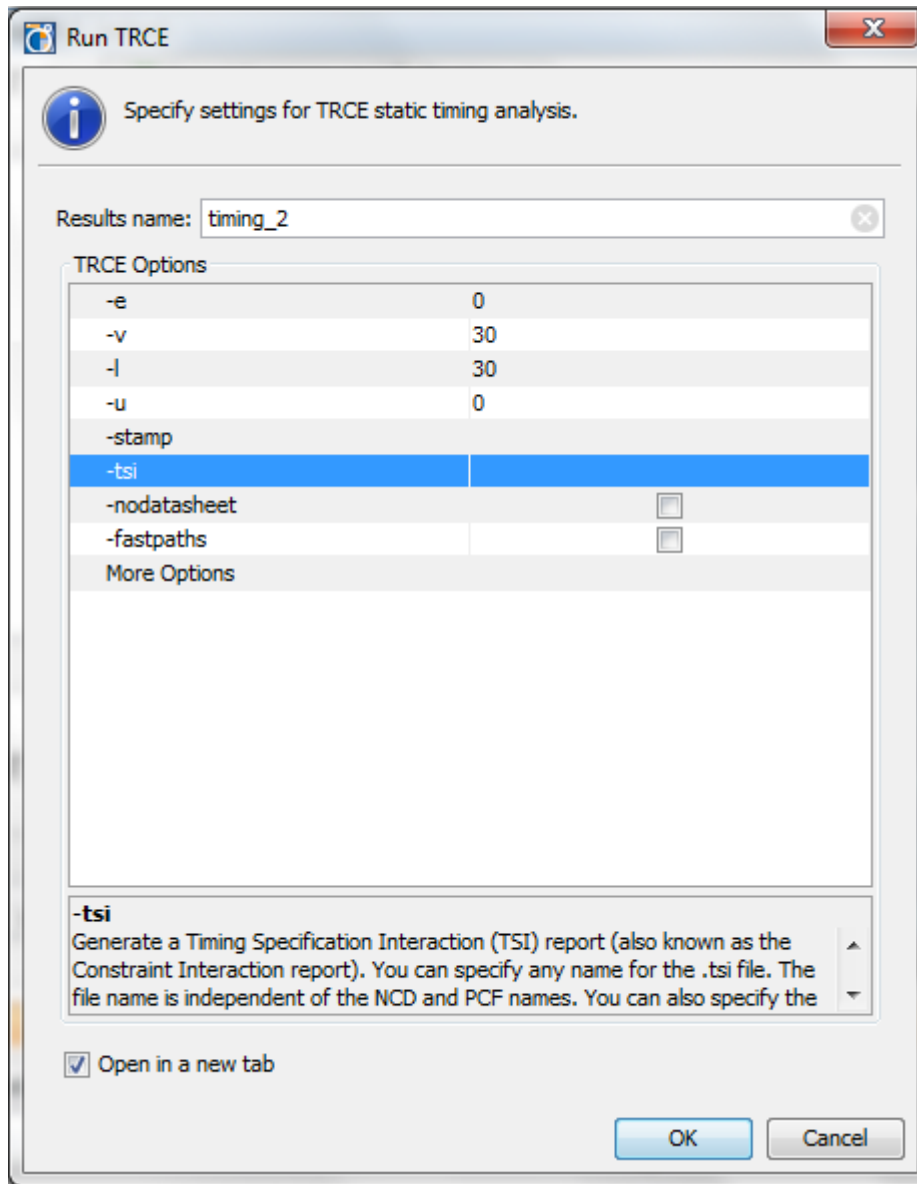 Run TRCE
Specify settings for TRCE static timing analysis.
Results name: timing_2
TRCE Options
-e 0
-v 30
-l 30
-u 0
-stamp
-tsi
-nodatasheet
-fastpaths
More Options
-tsi
Generate a Timing Specification Interaction (TSI) report (also known as the
Constraint Interaction report). You can specify any name for the .tsi file. The
file name is independent of the NCD and PCF names. You can also specify the
Open in a new tab
OK Cancel